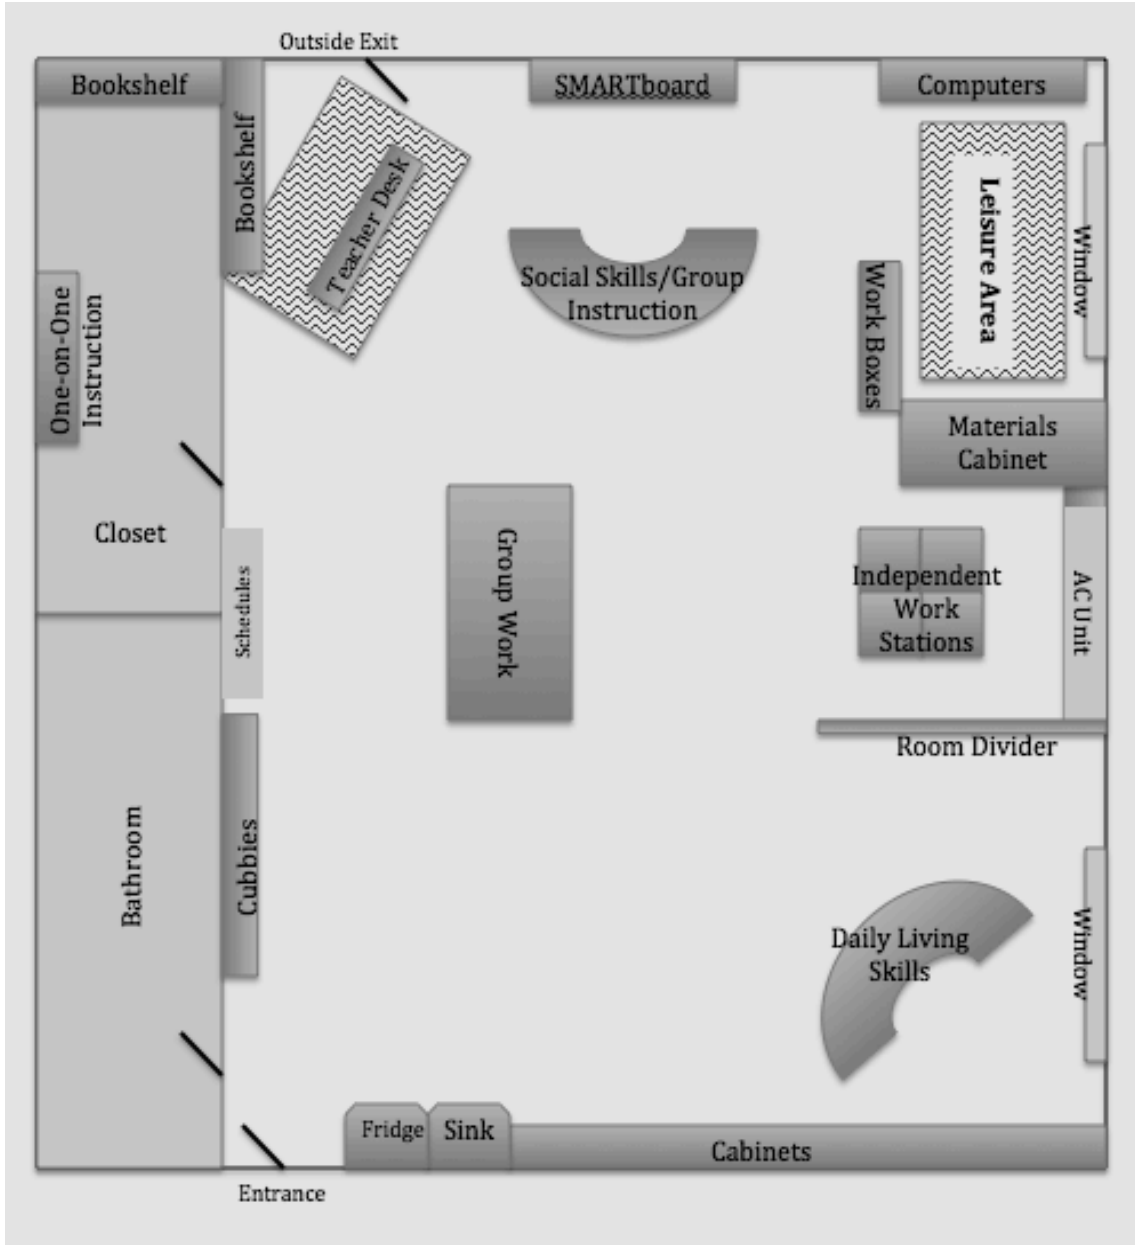 Outside Exit
Bookshelf
SMARTboard
Computers
Bookshelf
Teacher Desk
Leisure Area
Window
Social Skills/Group
Instruction
Work Boxes
One-on-One
Instruction
Materials
Cabinet
Closet
Schedules
Group Work
Independent
Work
Stations
AC Unit
Room Divider
Bathroom
Cubbies
Daily Living
Skills
Window
Fridge
Sink
Cabinets
Entrance